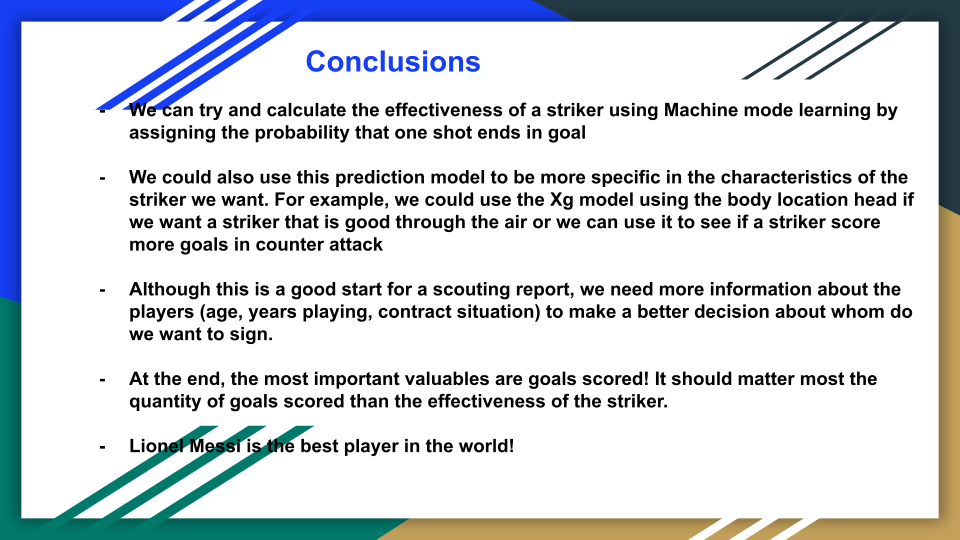 Conclusions
- We can try and calculate the effectiveness of a striker using Machine mode learning by
assigning the probability that one shot ends in goal
- We could also use this prediction model to be more specific in the characteristics of the
striker we want. For example, we could use the Xg model using the body location head if
we want a striker that is good through the air or we can use it to see if a striker score
more goals in counter attack
- Although this is a good start for a scouting report, we need more information about the
players (age, years playing, contract situation) to make a better decision about whom do
we want to sign.
- At the end, the most important valuables are goals scored! It should matter most the
quantity of goals scored than the effectiveness of the striker.
- Lionel Messi is the best player in the world!